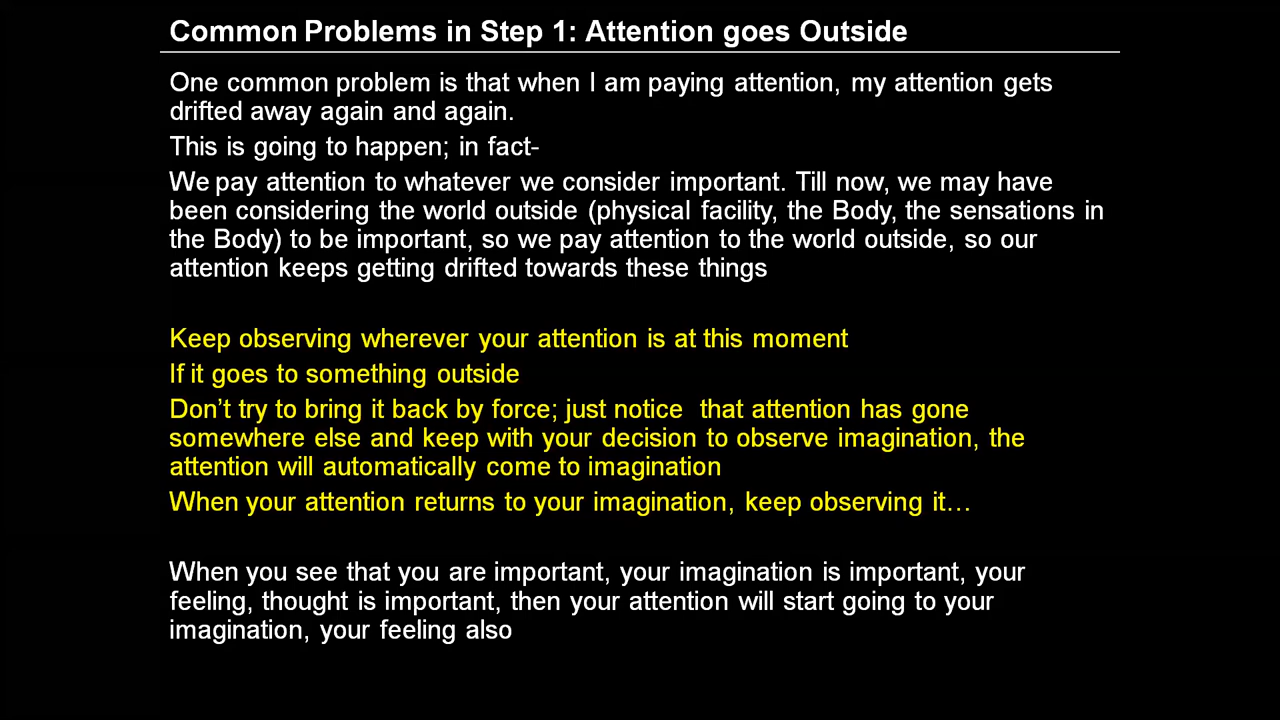 Common Problems in Step 1: Attention goes Outside
One common problem is that when I am paying attention, my attention gets
drifted away again and again.
This is going to happen; in fact-
We pay attention to whatever we consider important. Till now, we may have
been considering the world outside (physical facility, the Body, the sensations in
the Body) to be important, so we pay attention to the world outside, so our
attention keeps getting drifted towards these things
Keep observing wherever your attention is at this moment
If it goes to something outside
Don’t try to bring it back by force; just notice  that attention has gone
somewhere else and keep with your decision to observe imagination, the
attention will automatically come to imagination
When your attention returns to your imagination, keep observing it…
When you see that you are important, your imagination is important, your
feeling, thought is important, then your attention will start going to your
imagination, your feeling also